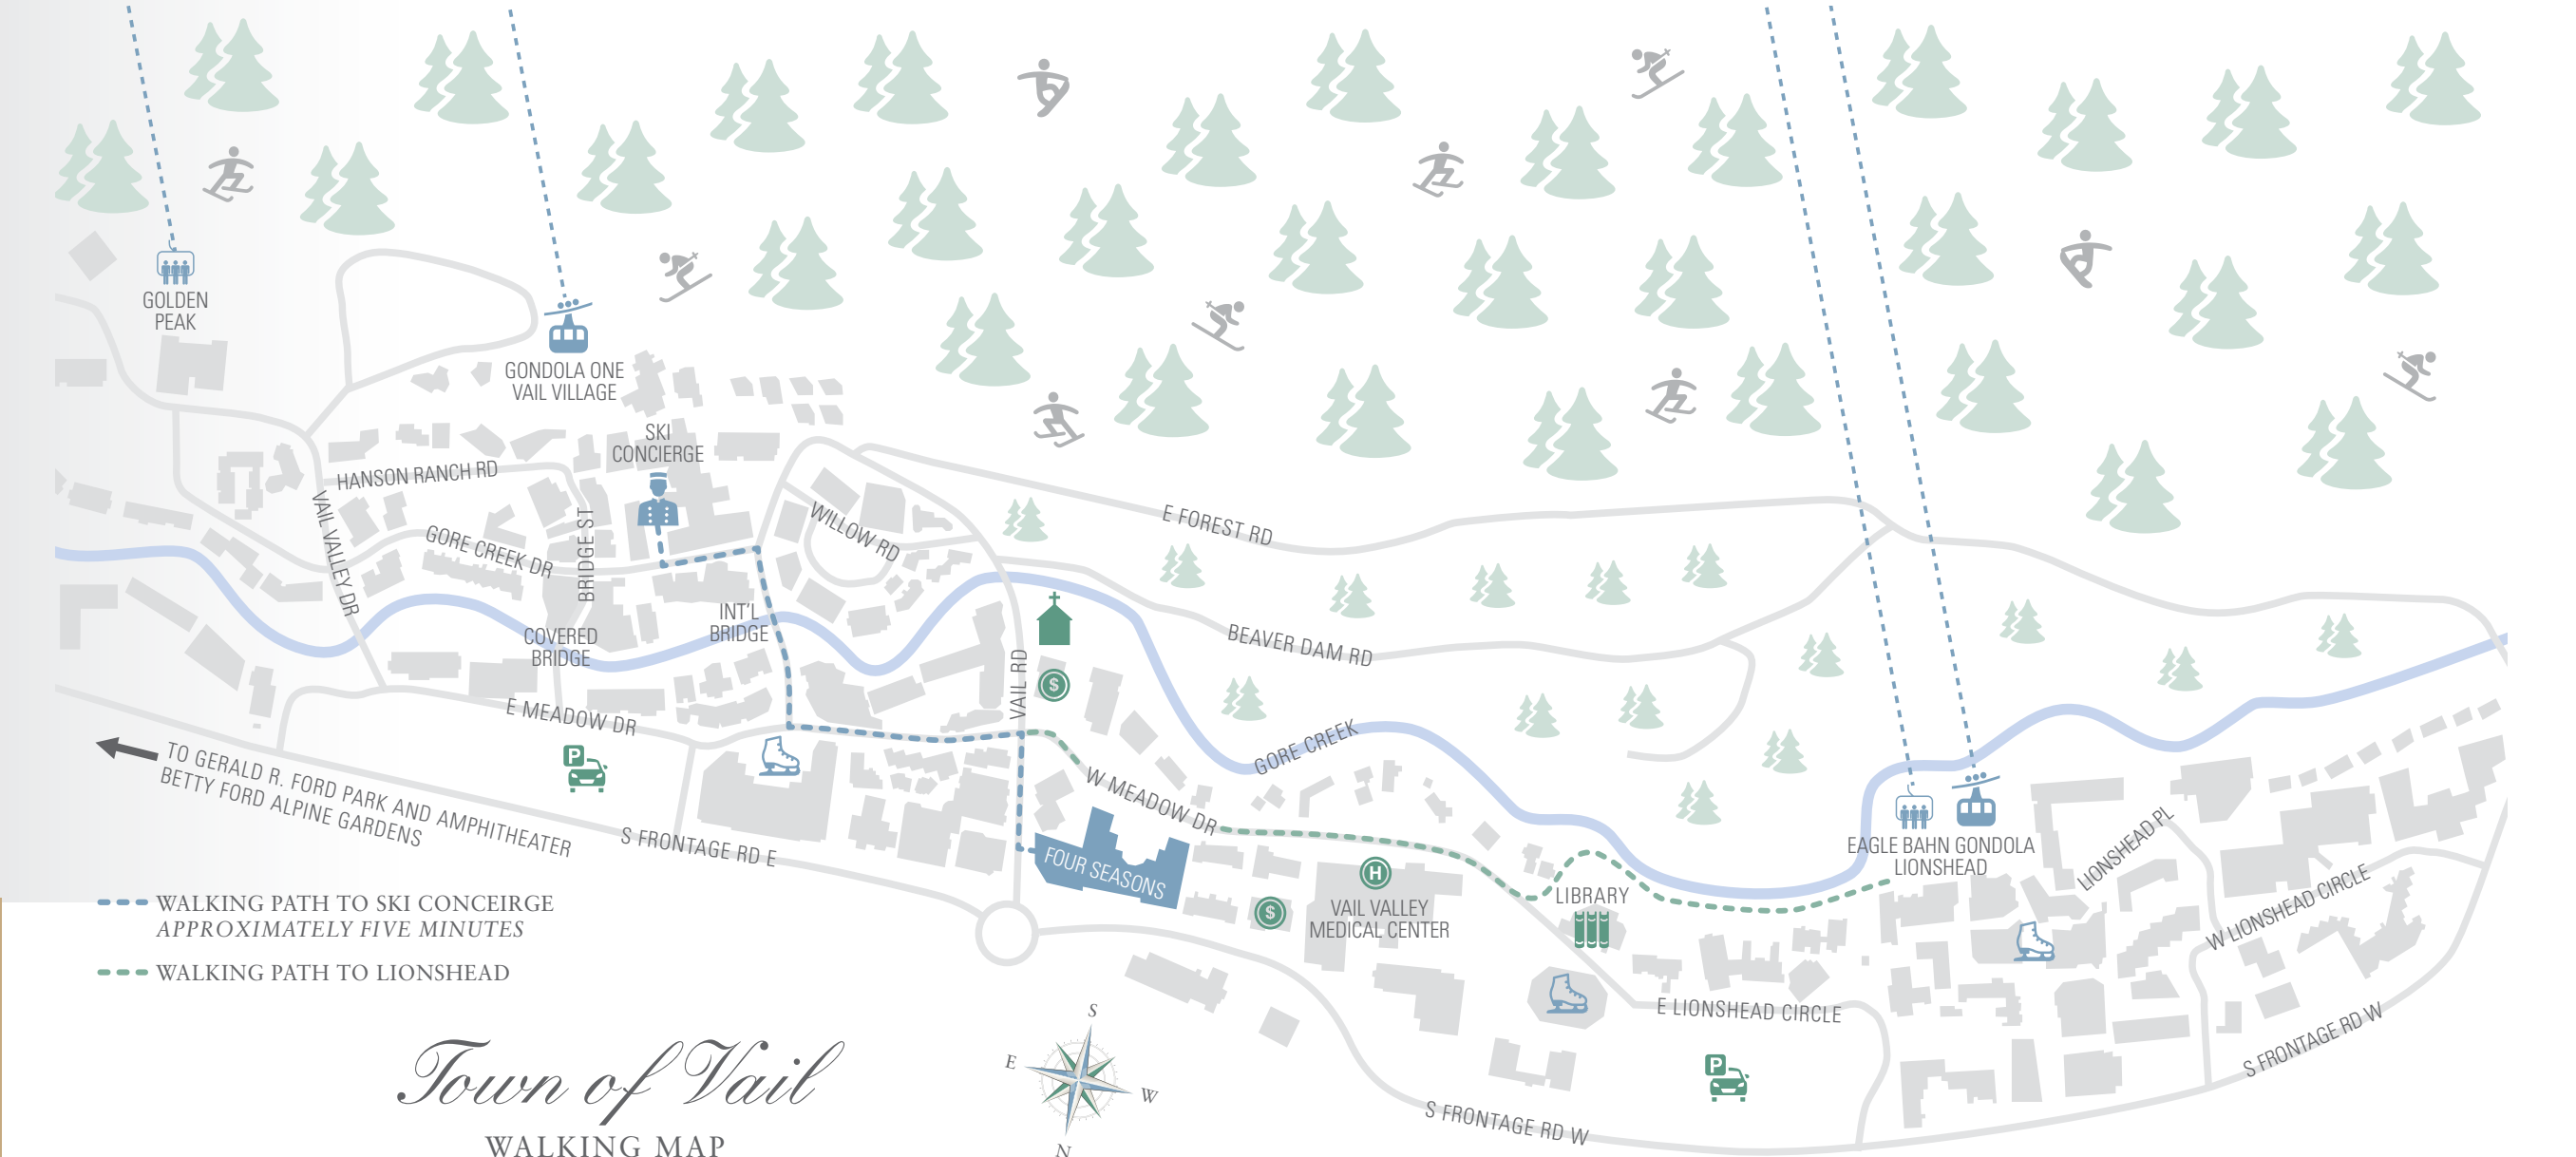 GOLDEN
PEAK
GONDOLA ONE
VAIL VILLAGE
SKI
CONCIERGE
HANSON RANCH RD
VAIL VALLEY DR
GORE CREEK DR
BRIDGE ST
WILLOW RD
E FOREST RD
COVERED
BRIDGE
INT'L
BRIDGE
VAIL RD
$
BEAVER DAM RD
E MEADOW DR
P
GORE CREEK
W MEADOW DR
TO GERALD R. FORD PARK AND AMPHITHEATER
BETTY FORD ALPINE GARDENS
S FRONTAGE RD E
FOUR SEASONS
$
H
VAIL VALLEY
MEDICAL CENTER
LIBRARY
EAGLE BAHN GONDOLA
LIONSHEAD
LIONSHEAD PL
W LIONSHEAD CIRCLE
E LIONSHEAD CIRCLE
P
S FRONTAGE RD W
S FRONTAGE RD W
WALKING PATH TO SKI CONCEIRGE
APPROXIMATELY FIVE MINUTES
WALKING PATH TO LIONSHEAD
S
E
W
N
Town of Vail
WALKING MAP